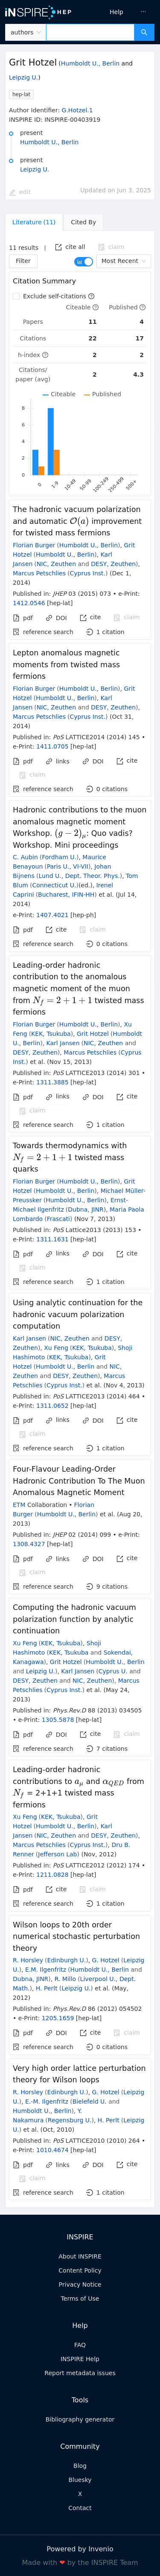 INSPIRE HEP
Help
...
authors
Grit Hotzel (Humboldt U., Berlin and
Leipzig U.)
hep-lat
Author Identifier: G.Hotzel.1
INSPIRE ID: INSPIRE-00403919
present
Humboldt U., Berlin
present
Leipzig U.
edit
Updated on Jun 3, 2025
Literature (11)
Cited By
11 results
cite all
claim
Filter
Most Recent
Citation Summary
Exclude self-citations
Citeable
Published
Papers 11 4
Citations 22 17
h-index 2 2
Citations/
paper (avg) 2 4.3
Citeable
Published
8
6
4
2
0
0
1-9
10-49
50-99
100-249
250-499
500+
The hadronic vacuum polarization
and automatic O(a) improvement
for twisted mass fermions
Florian Burger (Humboldt U., Berlin), Grit
Hotzel (Humboldt U., Berlin), Karl
Jansen (NIC, Zeuthen and DESY, Zeuthen),
Marcus Petschlies (Cyprus Inst.) (Dec 1,
2014)
Published in: JHEP 03 (2015) 073 • e-Print:
1412.0546 [hep-lat]
pdf
DOI
cite
claim
reference search
1 citation
Lepton anomalous magnetic
moments from twisted mass
fermions
Florian Burger (Humboldt U., Berlin), Grit
Hotzel (Humboldt U., Berlin), Karl
Jansen (NIC, Zeuthen and DESY, Zeuthen),
Marcus Petschlies (Cyprus Inst.) (Oct 31,
2014)
Published in: PoS LATTICE2014 (2014) 145 •
e-Print: 1411.0705 [hep-lat]
pdf
links
DOI
cite
claim
reference search
0 citations
Hadronic contributions to the muon
anomalous magnetic moment
Workshop. (g − 2)μ: Quo vadis?
Workshop. Mini proceedings
C. Aubin (Fordham U.), Maurice
Benayoun (Paris U., VI-VII), Johan
Bijnens (Lund U., Dept. Theor. Phys.), Tom
Blum (Connecticut U.)(ed.), Irenel
Caprini (Bucharest, IFIN-HH) et al. (Jul 14,
2014)
e-Print: 1407.4021 [hep-ph]
pdf
cite
claim
reference search
0 citations
Leading-order hadronic
contribution to the anomalous
magnetic moment of the muon
from Nf = 2 + 1 + 1 twisted mass
fermions
Florian Burger (Humboldt U., Berlin), Xu
Feng (KEK, Tsukuba), Grit Hotzel (Humboldt
U., Berlin), Karl Jansen (NIC, Zeuthen and
DESY, Zeuthen), Marcus Petschlies (Cyprus
Inst.) et al. (Nov 15, 2013)
Published in: PoS LATTICE2013 (2014) 301 •
e-Print: 1311.3885 [hep-lat]
pdf
links
DOI
cite
claim
reference search
1 citation
Towards thermodynamics with
Nf = 2 + 1 + 1 twisted mass
quarks
Florian Burger (Humboldt U., Berlin), Grit
Hotzel (Humboldt U., Berlin), Michael Müller-
Preussker (Humboldt U., Berlin), Ernst-
Michael Ilgenfritz (Dubna, JINR), Maria Paola
Lombardo (Frascati) (Nov 7, 2013)
Published in: PoS LATTICE2013 (2013) 153 •
e-Print: 1311.1631 [hep-lat]
pdf
links
DOI
cite
claim
reference search
1 citation
Using analytic continuation for the
hadronic vacuum polarization
computation
Karl Jansen (NIC, Zeuthen and DESY,
Zeuthen), Xu Feng (KEK, Tsukuba), Shoji
Hashimoto (KEK, Tsukuba), Grit
Hotzel (Humboldt U., Berlin and NIC,
Zeuthen and DESY, Zeuthen), Marcus
Petschlies (Cyprus Inst.) et al. (Nov 4, 2013)
Published in: PoS LATTICE2013 (2014) 464 •
e-Print: 1311.0652 [hep-lat]
pdf
links
DOI
cite
claim
reference search
1 citation
Four-Flavour Leading-Order
Hadronic Contribution To The Muon
Anomalous Magnetic Moment
ETM Collaboration • Florian
Burger (Humboldt U., Berlin) et al. (Aug 20,
2013)
Published in: JHEP 02 (2014) 099 • e-Print:
1308.4327 [hep-lat]
pdf
links
DOI
cite
claim
reference search
9 citations
Computing the hadronic vacuum
polarization function by analytic
continuation
Xu Feng (KEK, Tsukuba), Shoji
Hashimoto (KEK, Tsukuba and Sokendai,
Kanagawa), Grit Hotzel (Humboldt U., Berlin
and Leipzig U.), Karl Jansen (Cyprus U. and
DESY, Zeuthen and NIC, Zeuthen), Marcus
Petschlies (Cyprus Inst.) et al. (May 24,
2013)
Published in: Phys.Rev.D 88 (2013) 034505
• e-Print: 1305.5878 [hep-lat]
pdf
DOI
cite
claim
reference search
7 citations
Leading-order hadronic
contributions to aμ and αQED from
Nf = 2+1+1 twisted mass
fermions
Xu Feng (KEK, Tsukuba), Grit
Hotzel (Humboldt U., Berlin), Karl
Jansen (NIC, Zeuthen and DESY, Zeuthen),
Marcus Petschlies (Cyprus Inst.), Dru B.
Renner (Jefferson Lab) (Nov, 2012)
Published in: PoS LATTICE2012 (2012) 174 •
e-Print: 1211.0828 [hep-lat]
pdf
cite
claim
reference search
1 citation
Wilson loops to 20th order
numerical stochastic perturbation
theory
R. Horsley (Edinburgh U.), G. Hotzel (Leipzig
U.), E.M. Ilgenfritz (Humboldt U., Berlin and
Dubna, JINR), R. Millo (Liverpool U., Dept.
Math.), H. Perlt (Leipzig U.) et al. (May,
2012)
Published in: Phys.Rev.D 86 (2012) 054502
• e-Print: 1205.1659 [hep-lat]
pdf
DOI
cite
claim
reference search
0 citations
Very high order lattice perturbation
theory for Wilson loops
R. Horsley (Edinburgh U.), G. Hotzel (Leipzig
U.), E.-M. Ilgenfritz (Bielefeld U. and
Humboldt U., Berlin), Y.
Nakamura (Regensburg U.), H. Perlt (Leipzig
U.) et al. (Oct, 2010)
Published in: PoS LATTICE2010 (2010) 264 •
e-Print: 1010.4674 [hep-lat]
pdf
links
DOI
cite
claim
reference search
1 citation
INSPIRE
About INSPIRE
Content Policy
Privacy Notice
Terms of Use
Help
FAQ
INSPIRE Help
Report metadata issues
Tools
Bibliography generator
Community
Blog
Bluesky
X
Contact
Powered by Invenio
Made with ❤ by the INSPIRE Team